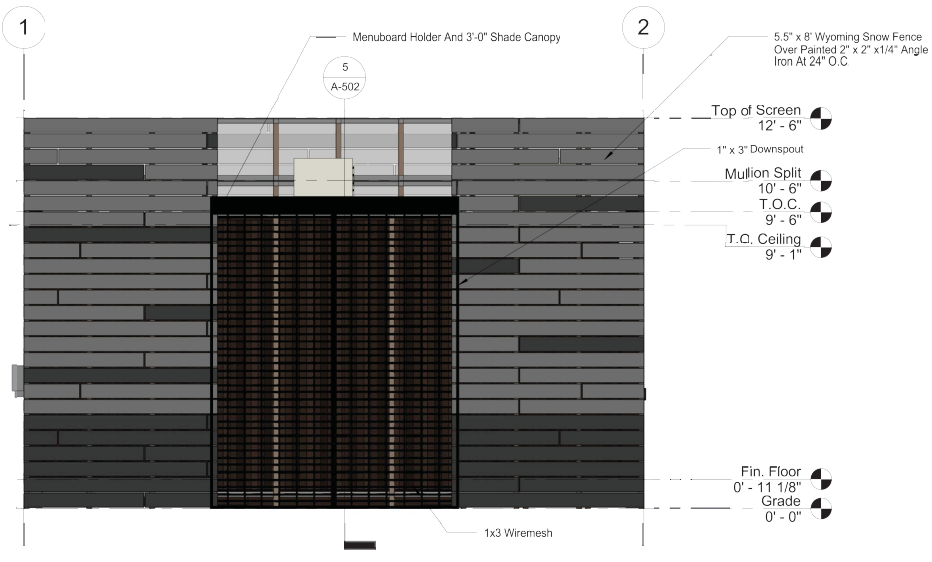 1
2
Menuboard Holder And 3'-0" Shade Canopy
5
A-502
5.5" x 8' Wyoming Snow Fence
Over Painted 2" x 2" x1/4" Angle
Iron At 24" O.C
Top of Screen
12' - 6"
1" x 3" Downspout
Mullion Split
10' - 6"
T.O.C.
9' - 6"
T.O. Ceiling
9' - 1"
Fin. Floor
0' - 11 1/8"
Grade
0' - 0"
1x3 Wiremesh